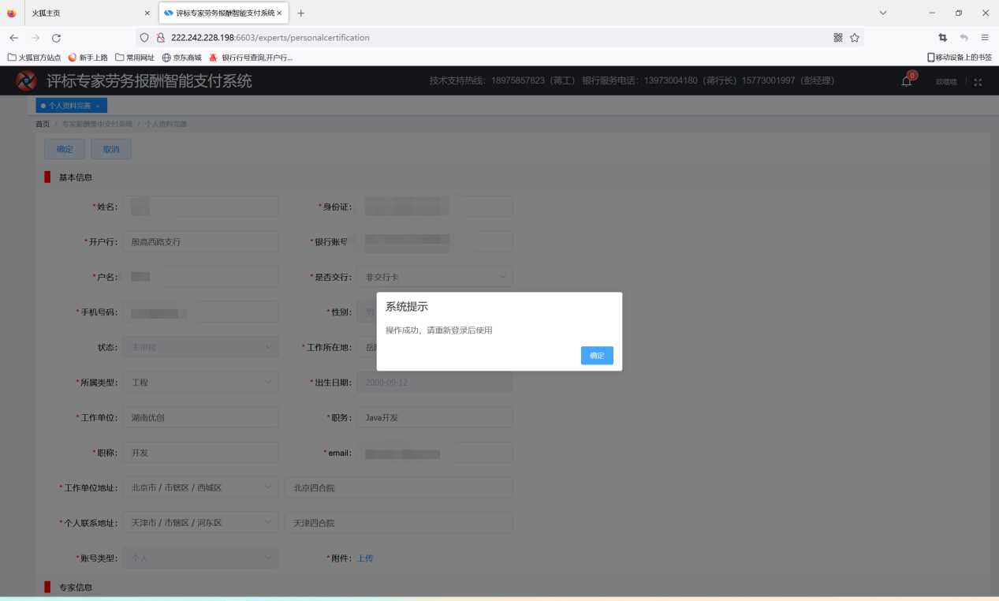 火狐主页
评标专家劳务报酬智能支付系统
222.242.228.198:6603/experts/personalcertification
火狐官方站点 新手上路 常用网址 京东商城 银行行号查询,开户行... 移动设备上的书签
评标专家劳务报酬智能支付系统 技术支持热线：18975857823（蒋工） 银行服务电话：13973004180（蒋行长）15773001997（彭经理） 0
个人资料完善
首页 / 专家薪酬集中支付系统 / 个人资料完善
确定 取消
基本信息
*姓名: *身份证:
*开户行: 殷高西路支行 *银行账号
*户名: *是否交行: 非交行卡
*手机号码: *性别: 男
状态: 未审核 *工作所在地: 岳
*所属类型: 工程 *出生日期: 2000-09-12
系统提示
操作成功，请重新登录后使用
确定
*工作单位: 湖南优创 *职务: Java开发
*职称: 开发 *email:
*工作单位地址: 北京市 / 市辖区 / 西城区 北京四合院
*个人联系地址: 天津市 / 市辖区 / 河东区 天津四合院
*账号类型: 个人 *附件: 上传
专家信息